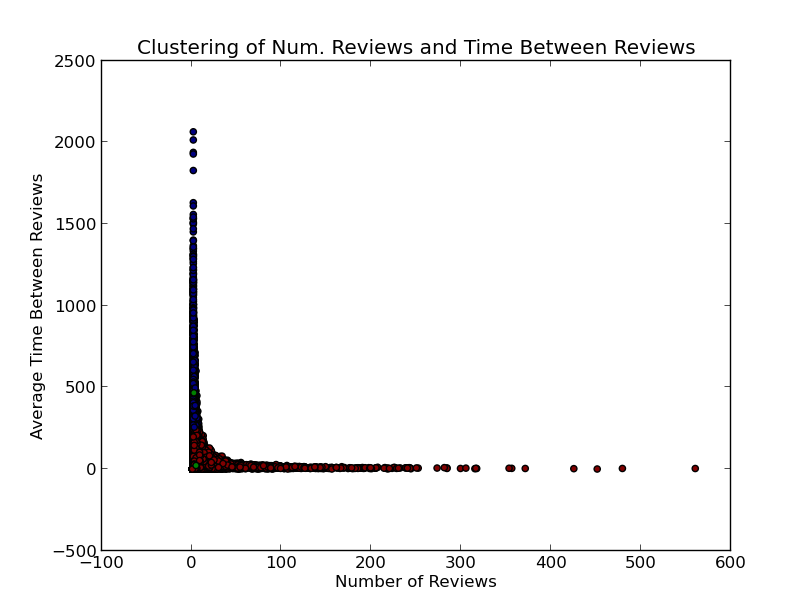 Clustering of Num. Reviews and Time Between Reviews
2500
2000
1500
1000
500
0
−500
Average Time Between Reviews
−100 0 100 200 300 400 500 600
Number of Reviews